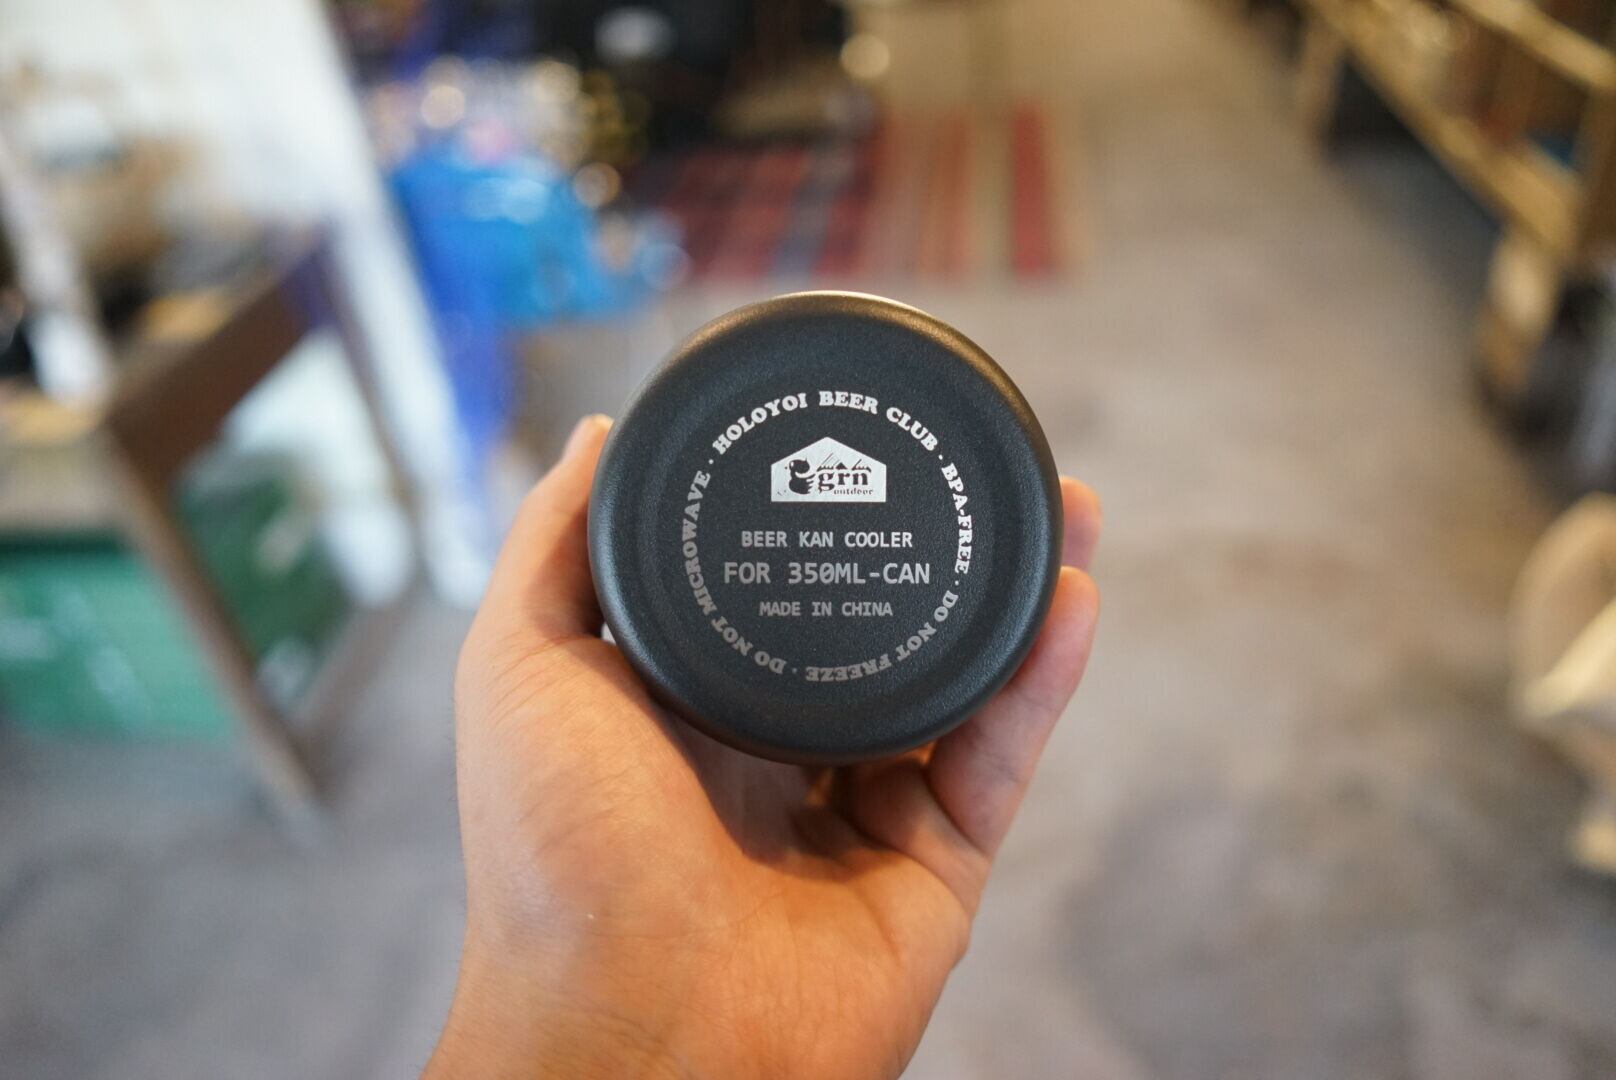 · HOLOYOI BEER CLUB · BPA-FREE · DO NOT FREEZE · DO NOT MICROWAVE
grn
outdoor
BEER KAN COOLER
FOR 350ML-CAN
MADE IN CHINA